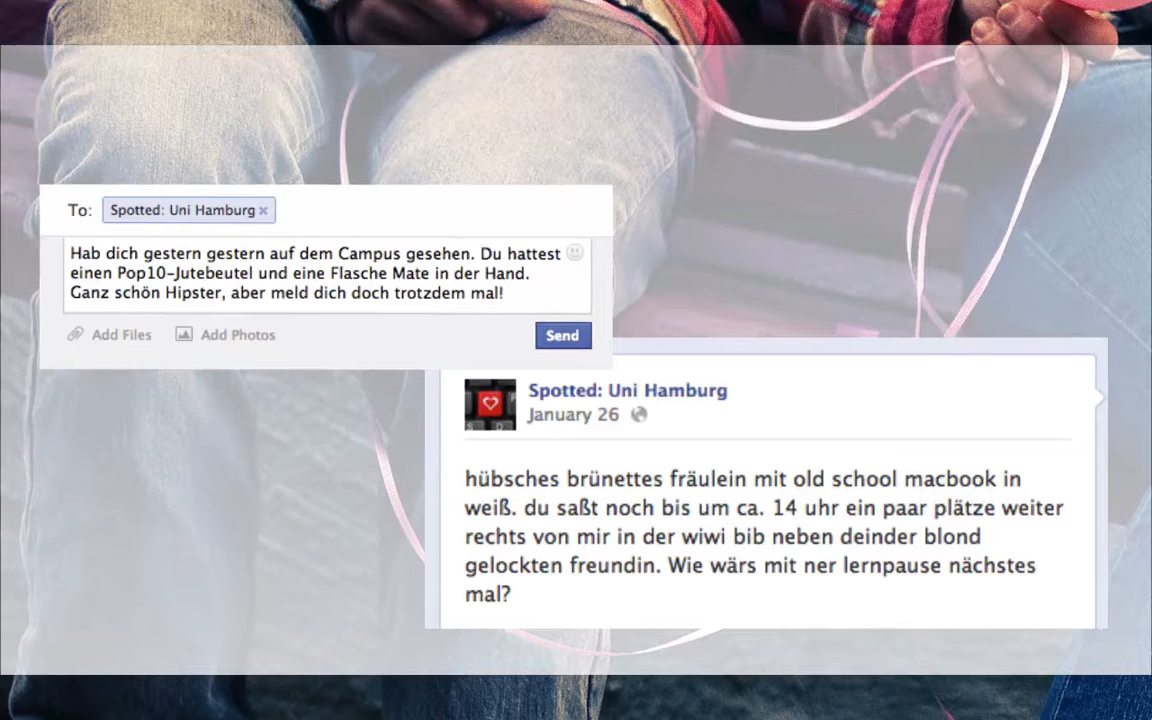 To: Spotted: Uni Hamburg ×
Hab dich gestern gestern auf dem Campus gesehen. Du hattest
einen Pop10-Jutebeutel und eine Flasche Mate in der Hand.
Ganz schön Hipster, aber meld dich doch trotzdem mal!
Add Files Add Photos Send
Spotted: Uni Hamburg
January 26
hübsches brünettes fräulein mit old school macbook in
weiß. du saßt noch bis um ca. 14 uhr ein paar plätze weiter
rechts von mir in der wiwi bib neben deinder blond
gelockten freundin. Wie wärs mit ner lernpause nächstes
mal?